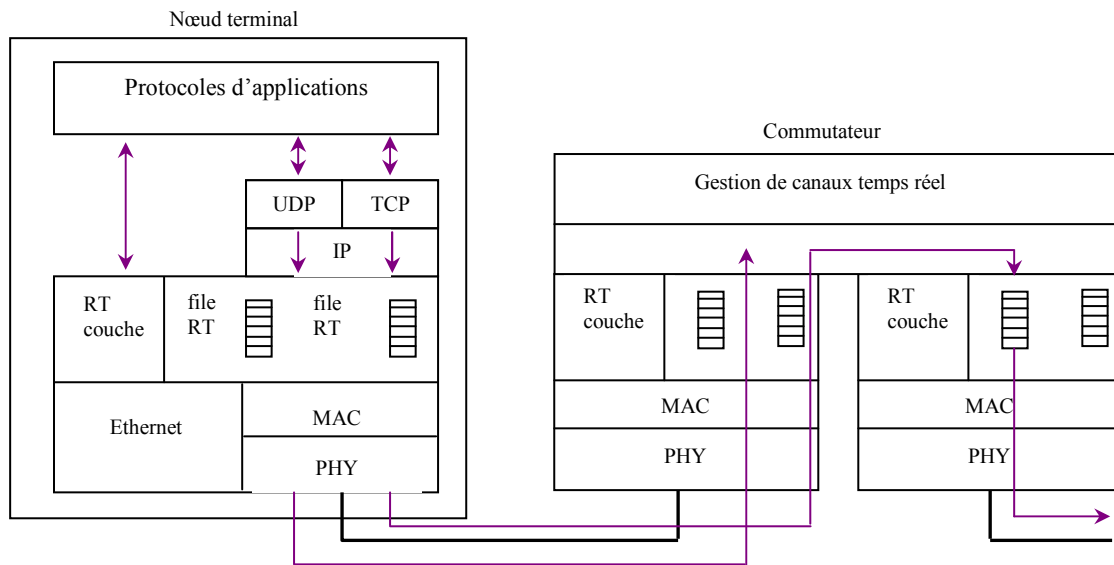 Nœud terminal
Protocoles d’applications
Commutateur
Gestion de canaux temps réel
UDP
TCP
IP
RT
couche
file
RT
file
RT
RT
couche
RT
couche
Ethernet
MAC
PHY
MAC
PHY
MAC
PHY